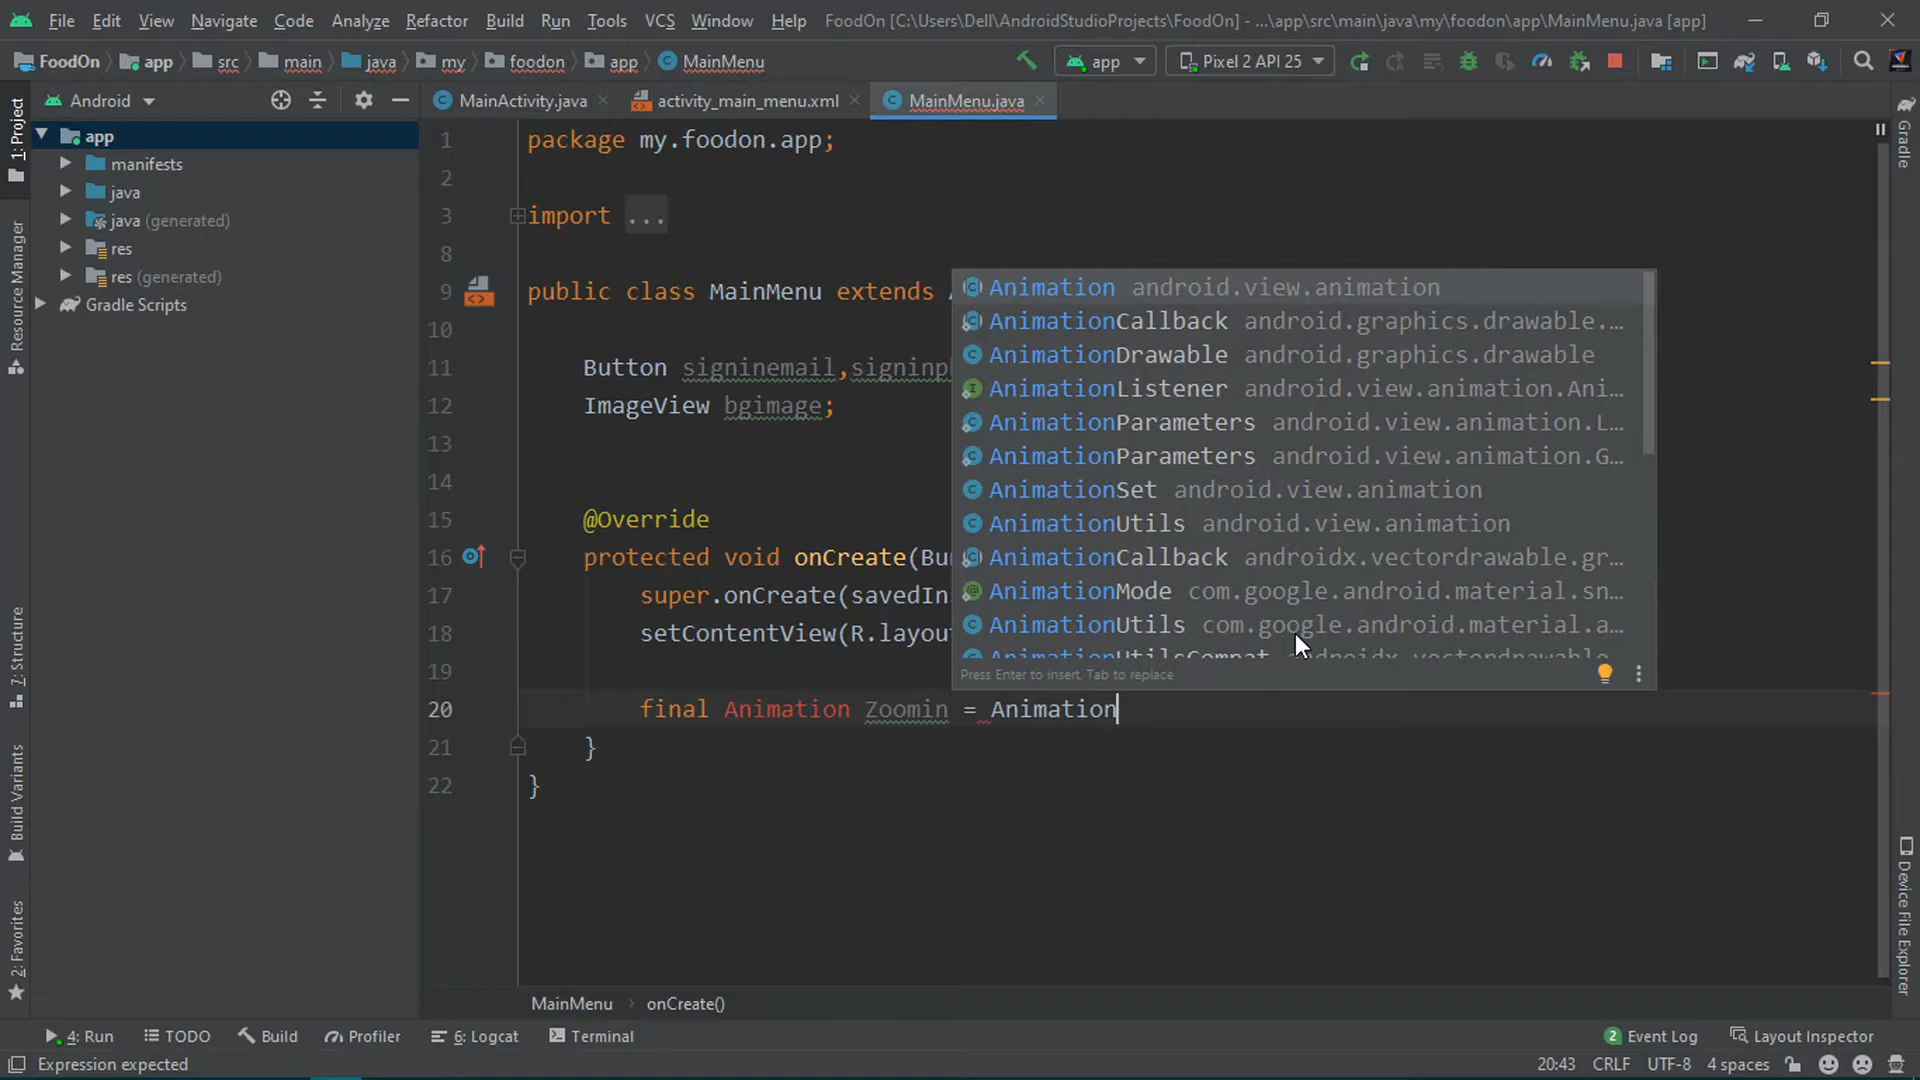 File Edit View Navigate Code Analyze Refactor Build Run Tools VCS Window Help FoodOn [C:\Users\Dell\AndroidStudioProjects\FoodOn] - ...\app\src\main\java\my\foodon\app\MainMenu.java [app]
FoodOn app src main java my foodon app MainMenu app Pixel 2 API 25
Android MainActivity.java activity_main_menu.xml MainMenu.java
1: Project
Resource Manager
7: Structure
Build Variants
2: Favorites
app
manifests
java
java (generated)
res
res (generated)
Gradle Scripts
1 package my.foodon.app;
2
3 import ...
8
9 public class MainMenu extends
10
11 Button signinemail,signinp
12 ImageView bgimage;
13
14
15 @Override
16 protected void onCreate(Bu
17 super.onCreate(savedIn
18 setContentView(R.layou
19
20 final Animation Zoomin = Animation
21 }
22 }
Animation android.view.animation
AnimationCallback android.graphics.drawable....
AnimationDrawable android.graphics.drawable
AnimationListener android.view.animation.Ani...
AnimationParameters android.view.animation.L...
AnimationParameters android.view.animation.G...
AnimationSet android.view.animation
AnimationUtils android.view.animation
AnimationCallback androidx.vectordrawable.gr...
AnimationMode com.google.android.material.sn...
AnimationUtils com.google.android.material.a...
AnimationUtilsCompat androidx.vectordrawable
Press Enter to insert, Tab to replace
Gradle
Device File Explorer
MainMenu onCreate()
4: Run TODO Build Profiler 6: Logcat Terminal 2 Event Log Layout Inspector
Expression expected 20:43 CRLF UTF-8 4 spaces